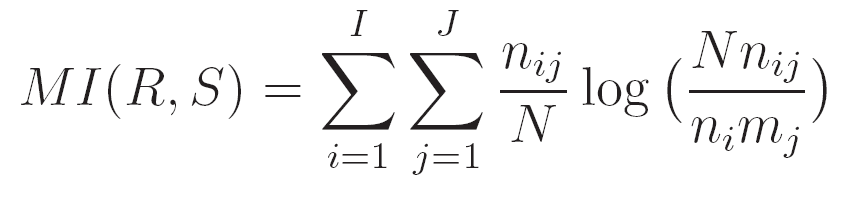 MI(R, S) = \sum_{i=1}^{I} \sum_{j=1}^{J} \frac{n_{ij}}{N} \log \left( \frac{N n_{ij}}{n_i m_j} \right)